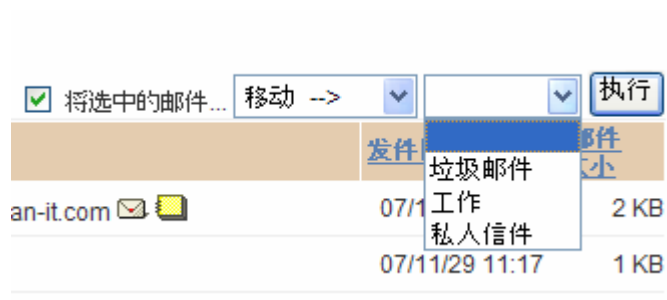 将选中的邮件... 移动 --> 执行
发件
件
小
垃圾邮件
an-it.com 07/1 工作 2 KB
私人信件
07/11/29 11:17 1 KB